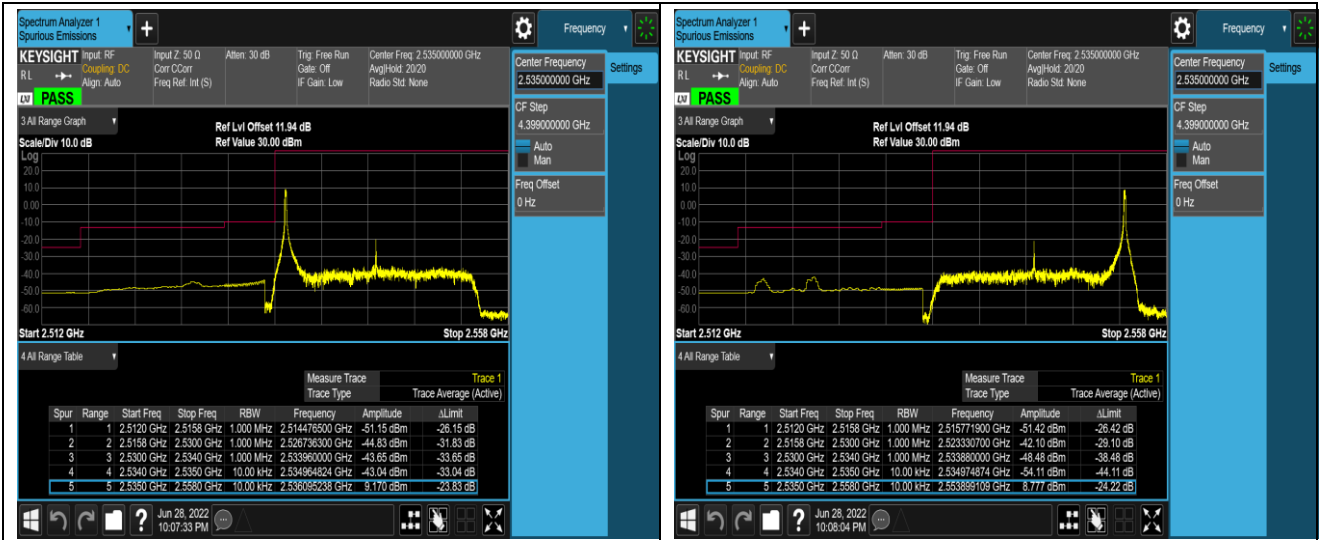 Spectrum Analyzer 1
Spurious Emissions
+
Frequency
KEYSIGHT Input: RF Input Z: 50 Ω Atten: 30 dB Trig: Free Run Center Freq: 2.535000000 GHz
Coupling: DC Corr CCorr Gate: Off Avg|Hold: 20/20
RL Align: Auto Freq Ref: Int (S) IF Gain: Low Radio Std: None
LXI PASS
Center Frequency
2.535000000 GHz
Settings
CF Step
4.399000000 GHz
Auto
Man
Freq Offset
0 Hz
3 All Range Graph
Ref Lvl Offset 11.94 dB
Scale/Div 10.0 dB Ref Value 30.00 dBm
Log
20.0
10.0
0.00
-10.0
-20.0
-30.0
-40.0
-50.0
-60.0
Start 2.512 GHz Stop 2.558 GHz
4 All Range Table
Measure Trace Trace 1
Trace Type Trace Average (Active)
Spur Range Start Freq Stop Freq RBW Frequency Amplitude ΔLimit
1 1 2.5120 GHz 2.5158 GHz 1.000 MHz 2.514476500 GHz -51.15 dBm -26.15 dB
2 2 2.5158 GHz 2.5300 GHz 1.000 MHz 2.526736300 GHz -44.83 dBm -31.83 dB
3 3 2.5300 GHz 2.5340 GHz 1.000 MHz 2.533960000 GHz -43.65 dBm -33.65 dB
4 4 2.5340 GHz 2.5350 GHz 10.00 kHz 2.534964824 GHz -43.04 dBm -33.04 dB
5 5 2.5350 GHz 2.5580 GHz 10.00 kHz 2.536095238 GHz 9.170 dBm -23.83 dB
?
Jun 28, 2022
10:07:33 PM
Spectrum Analyzer 1
Spurious Emissions
+
Frequency
KEYSIGHT Input: RF Input Z: 50 Ω Atten: 30 dB Trig: Free Run Center Freq: 2.535000000 GHz
Coupling: DC Corr CCorr Gate: Off Avg|Hold: 20/20
RL Align: Auto Freq Ref: Int (S) IF Gain: Low Radio Std: None
LXI PASS
Center Frequency
2.535000000 GHz
Settings
CF Step
4.399000000 GHz
Auto
Man
Freq Offset
0 Hz
3 All Range Graph
Ref Lvl Offset 11.94 dB
Scale/Div 10.0 dB Ref Value 30.00 dBm
Log
20.0
10.0
0.00
-10.0
-20.0
-30.0
-40.0
-50.0
-60.0
Start 2.512 GHz Stop 2.558 GHz
4 All Range Table
Measure Trace Trace 1
Trace Type Trace Average (Active)
Spur Range Start Freq Stop Freq RBW Frequency Amplitude ΔLimit
1 1 2.5120 GHz 2.5158 GHz 1.000 MHz 2.515771900 GHz -51.42 dBm -26.42 dB
2 2 2.5158 GHz 2.5300 GHz 1.000 MHz 2.523330700 GHz -42.10 dBm -29.10 dB
3 3 2.5300 GHz 2.5340 GHz 1.000 MHz 2.533880000 GHz -48.48 dBm -38.48 dB
4 4 2.5340 GHz 2.5350 GHz 10.00 kHz 2.534974874 GHz -54.11 dBm -44.11 dB
5 5 2.5350 GHz 2.5580 GHz 10.00 kHz 2.553899109 GHz 8.777 dBm -24.22 dB
?
Jun 28, 2022
10:08:04 PM